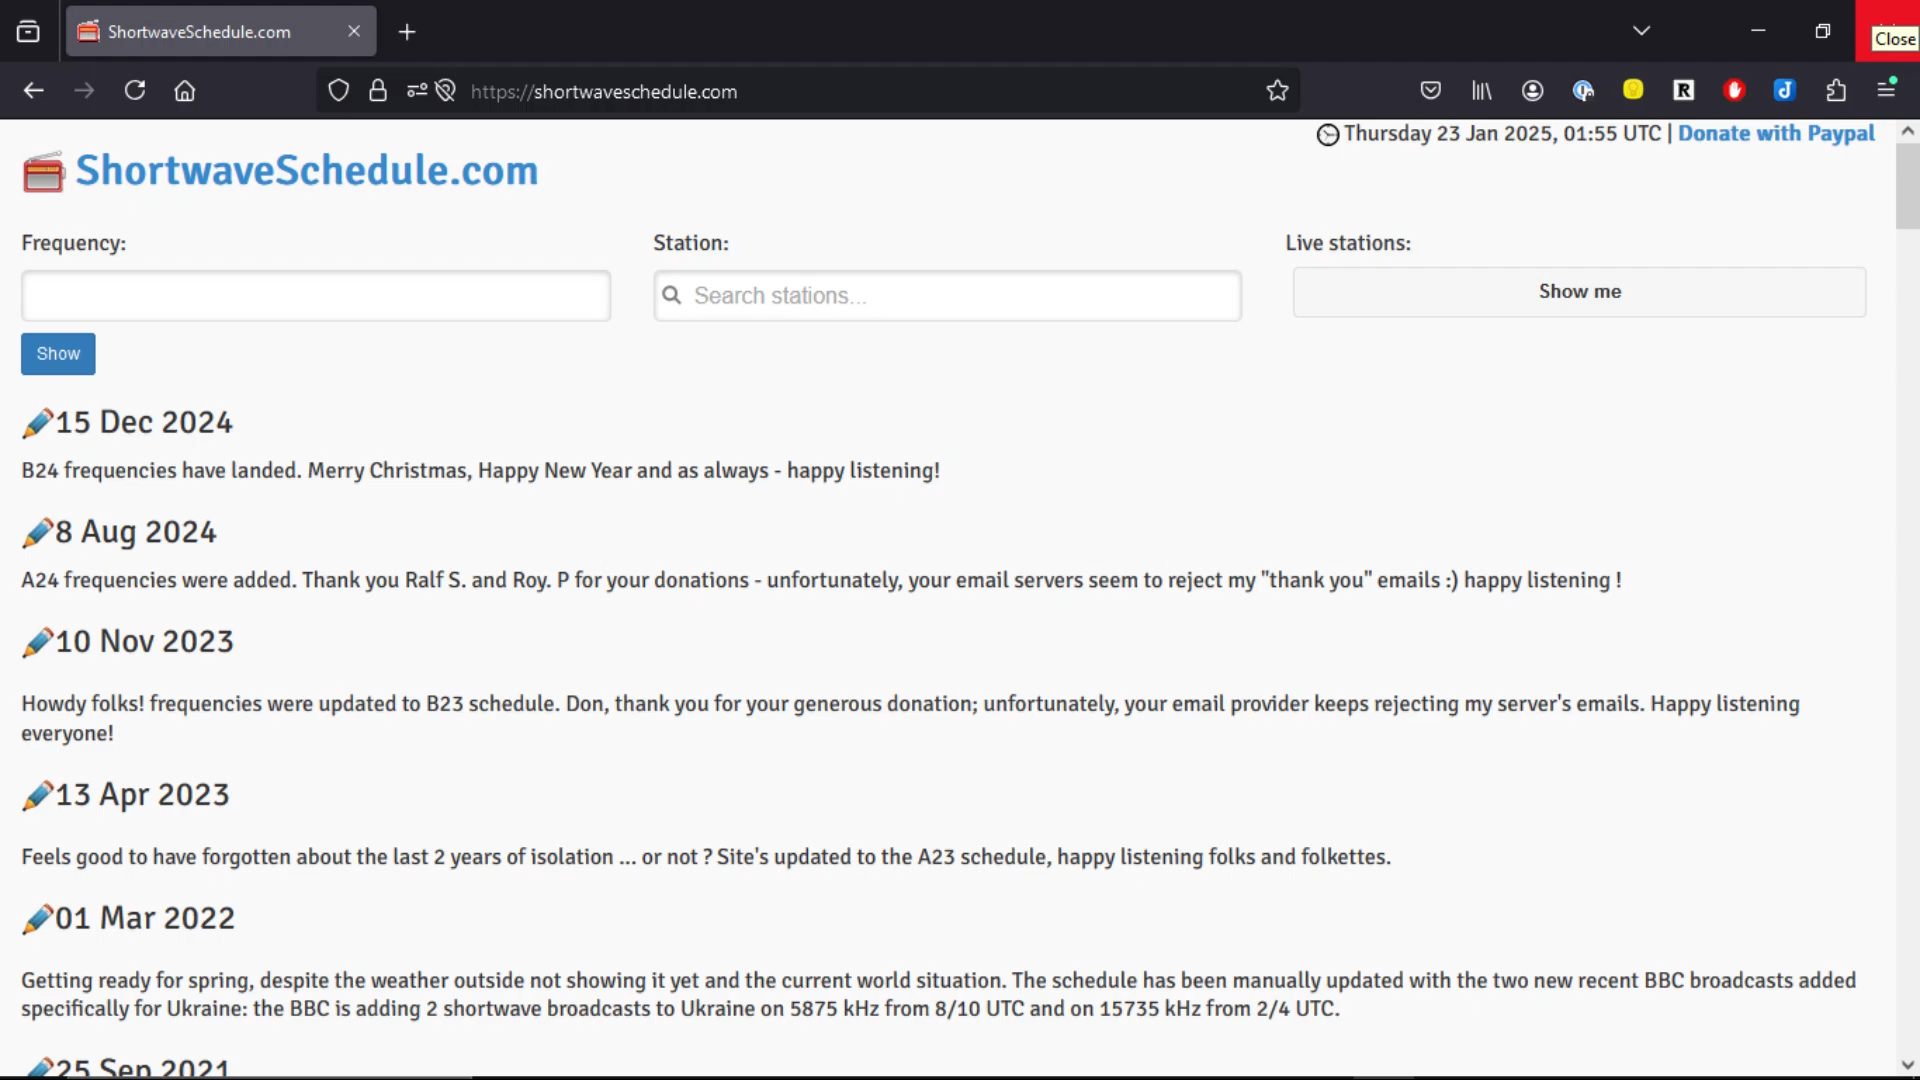 ShortwaveSchedule.com
Close
https://shortwaveschedule.com
Thursday 23 Jan 2025, 01:55 UTC | Donate with Paypal
ShortwaveSchedule.com
Frequency:
Station:
Live stations:
Search stations...
Show me
Show
15 Dec 2024
B24 frequencies have landed. Merry Christmas, Happy New Year and as always - happy listening!
8 Aug 2024
A24 frequencies were added. Thank you Ralf S. and Roy. P for your donations - unfortunately, your email servers seem to reject my "thank you" emails :) happy listening !
10 Nov 2023
Howdy folks! frequencies were updated to B23 schedule. Don, thank you for your generous donation; unfortunately, your email provider keeps rejecting my server's emails. Happy listening
everyone!
13 Apr 2023
Feels good to have forgotten about the last 2 years of isolation ... or not ? Site's updated to the A23 schedule, happy listening folks and folkettes.
01 Mar 2022
Getting ready for spring, despite the weather outside not showing it yet and the current world situation. The schedule has been manually updated with the two new recent BBC broadcasts added
specifically for Ukraine: the BBC is adding 2 shortwave broadcasts to Ukraine on 5875 kHz from 8/10 UTC and on 15735 kHz from 2/4 UTC.
25 Sep 2021